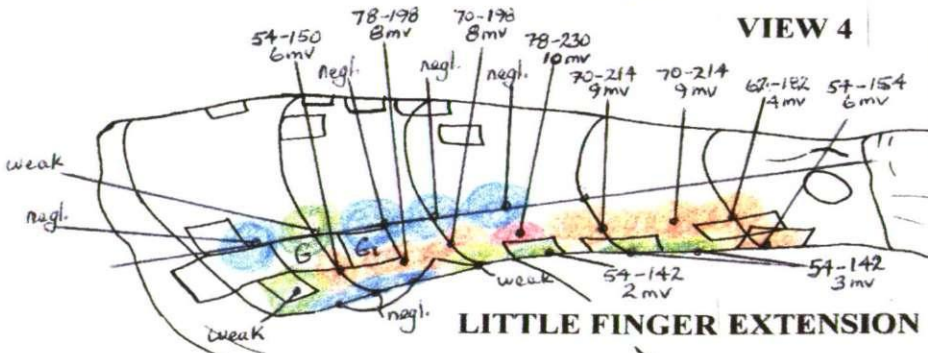 VIEW 4
54-150
6mv
negl.
78-198
8mv
negl.
70-198
8mv
negl.
78-230
10mv
70-214
9mv
70-214
9mv
62-182
4mv
54-154
6mv
weak
negl.
G
G
weak
negl.
weak
54-142
2mv
54-142
3mv
LITTLE FINGER EXTENSION